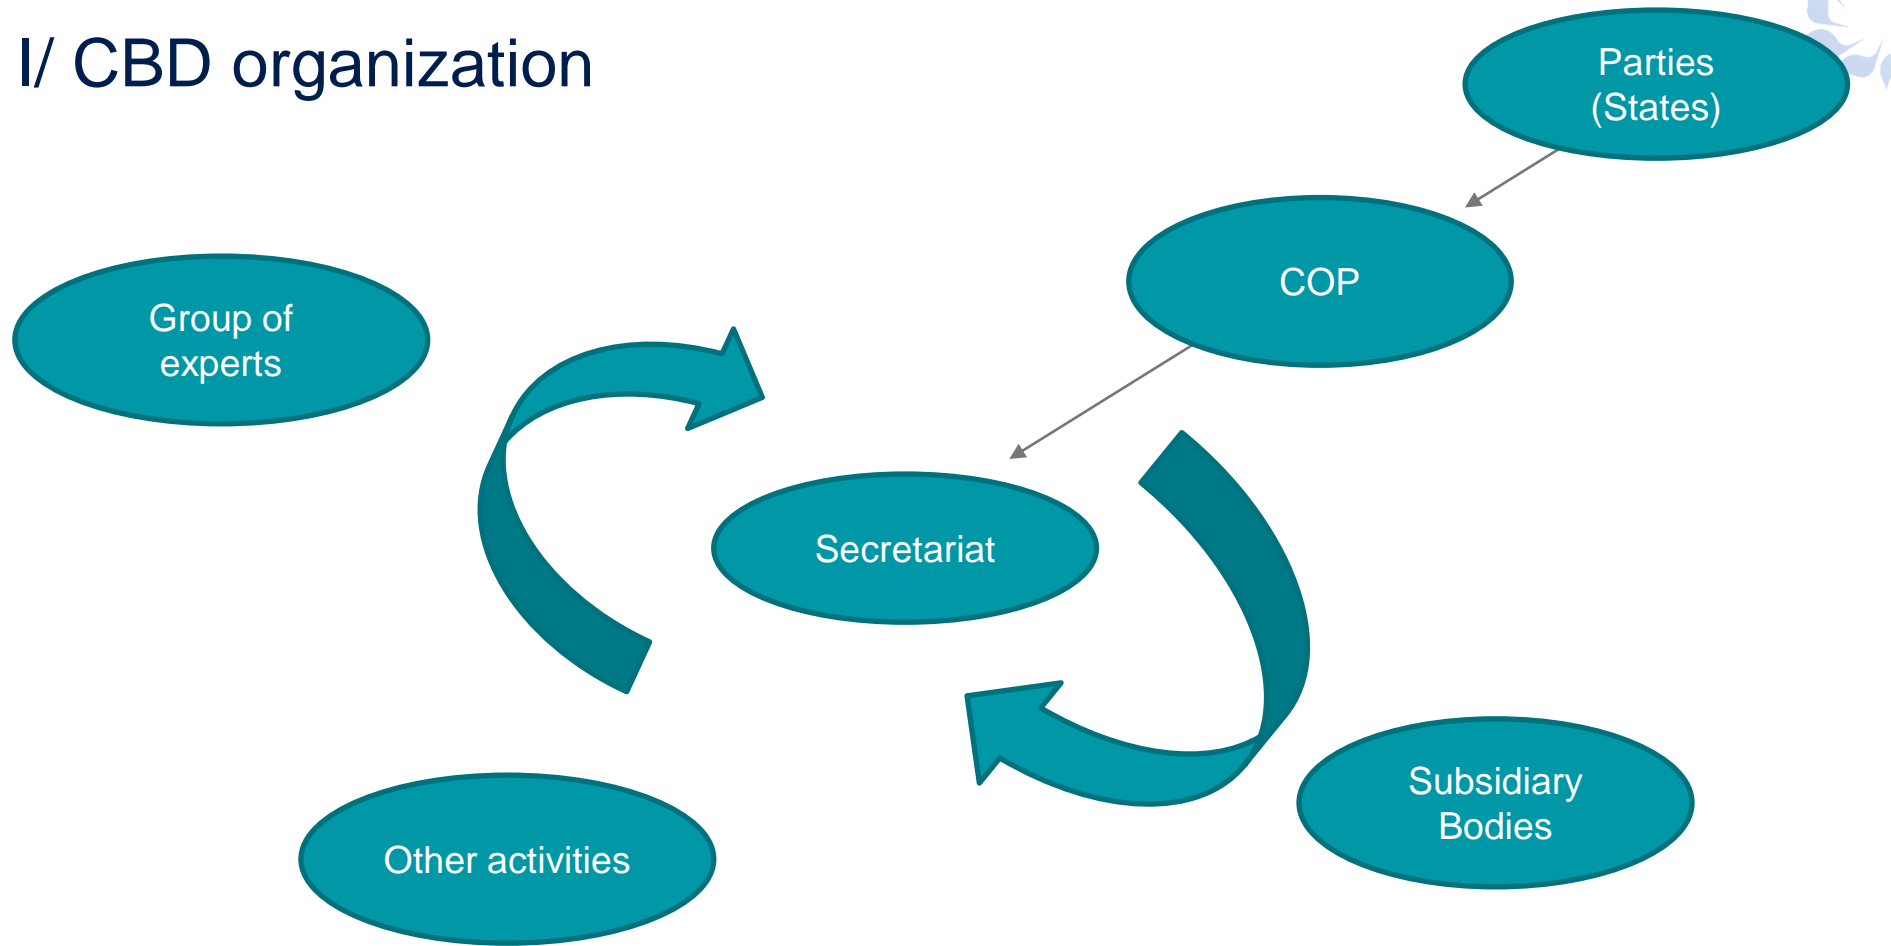 I/ CBD organization
Parties
(States)
COP
Group of
experts
Secretariat
Subsidiary
Bodies
Other activities